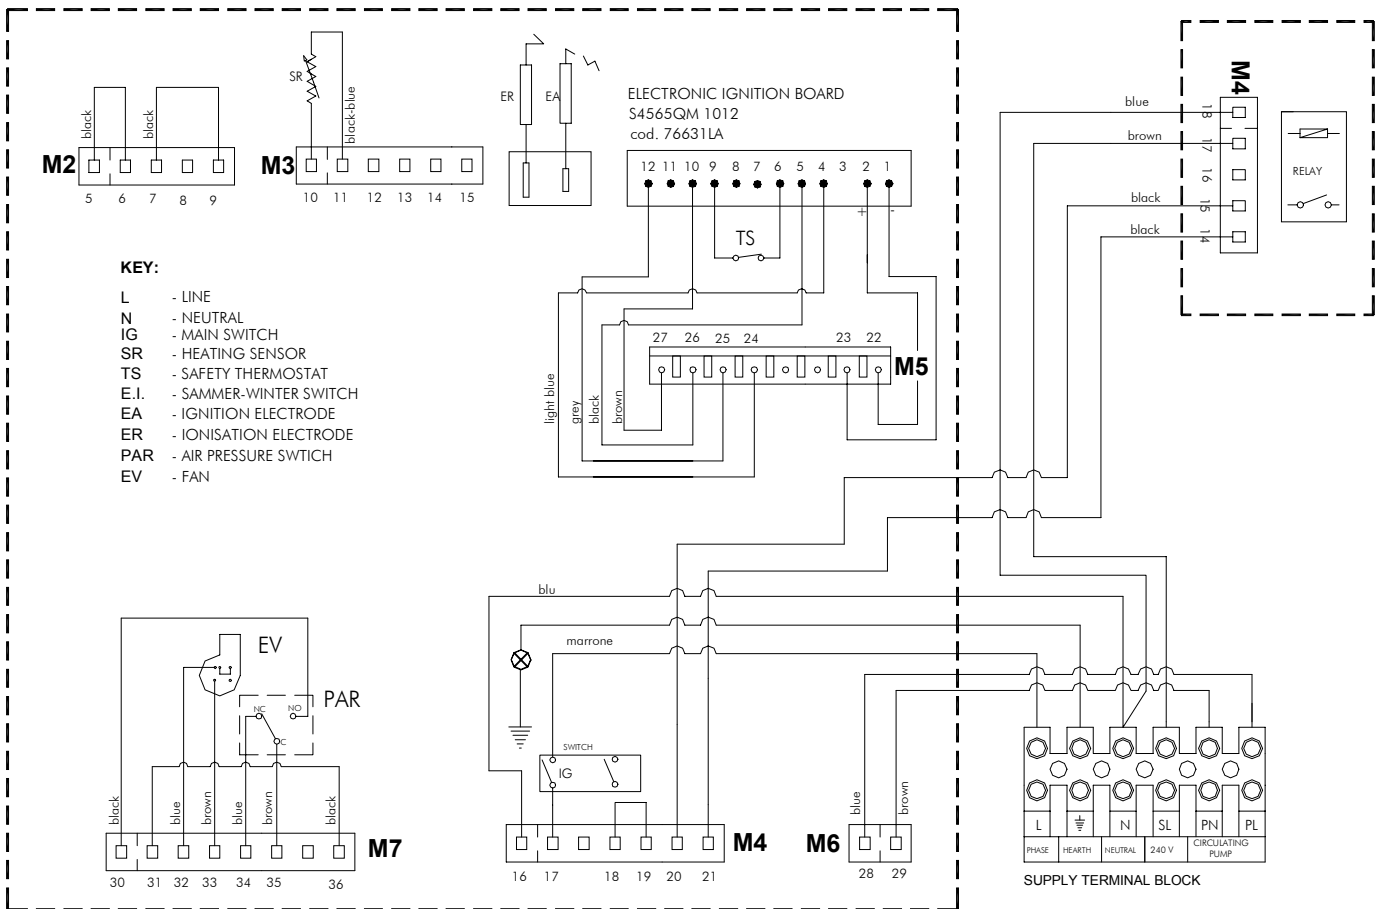 SR
black
black
M2
5 6 7 8 9
black-blue
M3
10 11 12 13 14 15
ER
EA
ELECTRONIC IGNITION BOARD
S4565QM 1012
cod. 76631LA
12 11 10 9 8 7 6 5 4 3 2 1
+ -
TS
M4
blue
18
brown
17
16
black
15
black
14
RELAY
KEY:
L - LINE
N - NEUTRAL
IG - MAIN SWITCH
SR - HEATING SENSOR
TS - SAFETY THERMOSTAT
E.I. - SAMMER-WINTER SWITCH
EA - IGNITION ELECTRODE
ER - IONISATION ELECTRODE
PAR - AIR PRESSURE SWTICH
EV - FAN
27 26 25 24 23 22
M5
light blue
grey
black
brown
blu
marrone
EV
PAR
NC
NO
C
black
blue
brown
blue
brown
black
M7
30 31 32 33 34 35 36
SWITCH
IG
M4
16 17 18 19 20 21
blue
brown
M6
28 29
L N SL PN PL
PHASE HEARTH NEUTRAL 240 V CIRCULATING
PUMP
SUPPLY TERMINAL BLOCK